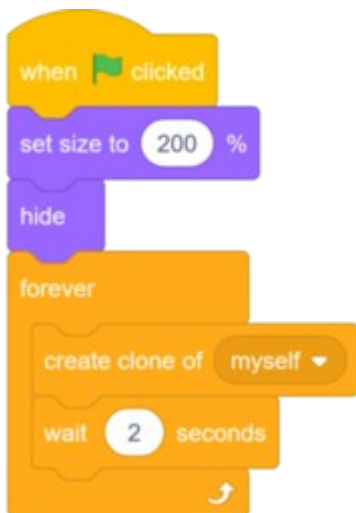 when clicked
set size to 200 %
hide
forever
create clone of myself
wait 2 seconds